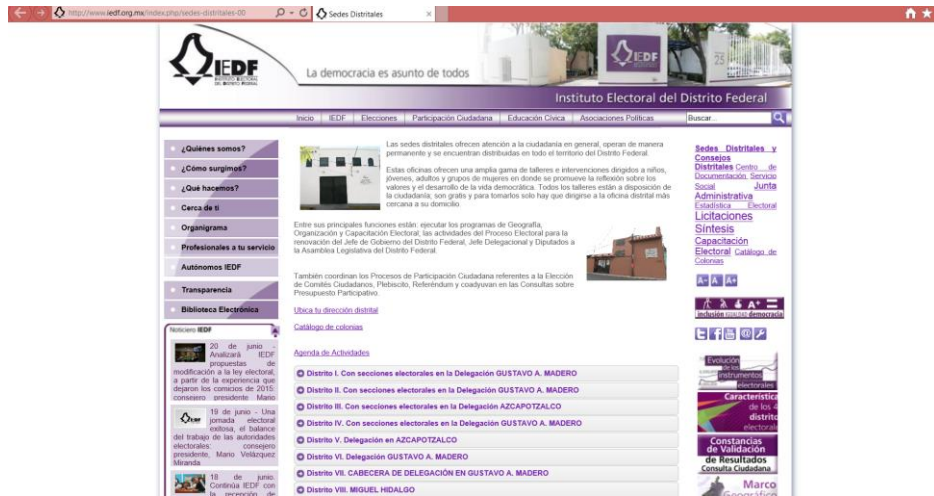 http://www.iedf.org.mx/index.php/sedes-distritales-00
Sedes Distritales
IEDF
INSTITUTO ELECTORAL
DEL DISTRITO FEDERAL
La democracia es asunto de todos
IEDF
25
Instituto Electoral del Distrito Federal
Inicio | IEDF | Elecciones | Participación Ciudadana | Educación Cívica | Asociaciones Políticas
Buscar...
¿Quiénes somos?
¿Cómo surgimos?
¿Qué hacemos?
Cerca de ti
Organigrama
Profesionales a tu servicio
Autónomos IEDF
Transparencia
Biblioteca Electrónica
Noticiero IEDF
20 de junio -
Analizará IEDF
propuestas de
modificación a la ley electoral,
a partir de la experiencia que
dejaron los comicios de 2015:
consejero presidente Mario
19 de junio - Una
jornada electoral
exitosa, el balance
del trabajo de las autoridades
electorales: consejero
presidente, Mario Velázquez
Miranda
18 de junio.
Continúa IEDF con
la recepción de
Las sedes distritales ofrecen atención a la ciudadanía en general, operan de manera
permanente y se encuentran distribuidas en todo el territorio del Distrito Federal.
Estas oficinas ofrecen una amplia gama de talleres e intervenciones dirigidos a niños,
jóvenes, adultos y grupos de mujeres en donde se promueve la reflexión sobre los
valores y el desarrollo de la vida democrática. Todos los talleres están a disposición de
la ciudadanía; son gratis y para tomarlos solo hay que dirigirse a la oficina distrital más
cercana a su domicilio.
Entre sus principales funciones están: ejecutar los programas de Geografía,
Organización y Capacitación Electoral; las actividades del Proceso Electoral para la
renovación del Jefe de Gobierno del Distrito Federal, Jefe Delegacional y Diputados a
la Asamblea Legislativa del Distrito Federal.
También coordinan los Procesos de Participación Ciudadana referentes a la Elección
de Comités Ciudadanos, Plebiscito, Referéndum y coadyuvan en las Consultas sobre
Presupuesto Participativo.
Ubica tu dirección distrital
Catálogo de colonias
Agenda de Actividades
Distrito I. Con secciones electorales en la Delegación GUSTAVO A. MADERO
Distrito II. Con secciones electorales en la Delegación GUSTAVO A. MADERO
Distrito III. Con secciones electorales en la Delegación AZCAPOTZALCO
Distrito IV. Con secciones electorales en la Delegación GUSTAVO A. MADERO
Distrito V. Delegación en AZCAPOTZALCO
Distrito VI. Delegación GUSTAVO A. MADERO
Distrito VII. CABECERA DE DELEGACIÓN EN GUSTAVO A. MADERO
Distrito VIII. MIGUEL HIDALGO
Sedes Distritales y
Consejos
Distritales Centro de
Documentación Servicio
Social Junta
Administrativa
Estadística Electoral
Licitaciones
Síntesis
Capacitación
Electoral Catálogo de
Colonias
A- A A+
A+
inclusión IGUALDAD democracia
Evolución
de los
instrumentos
electorales
Característica
de los 4
distrito
electorale
Constancias
de Validación
de Resultados
Consulta Ciudadana
Marco
Geográfico